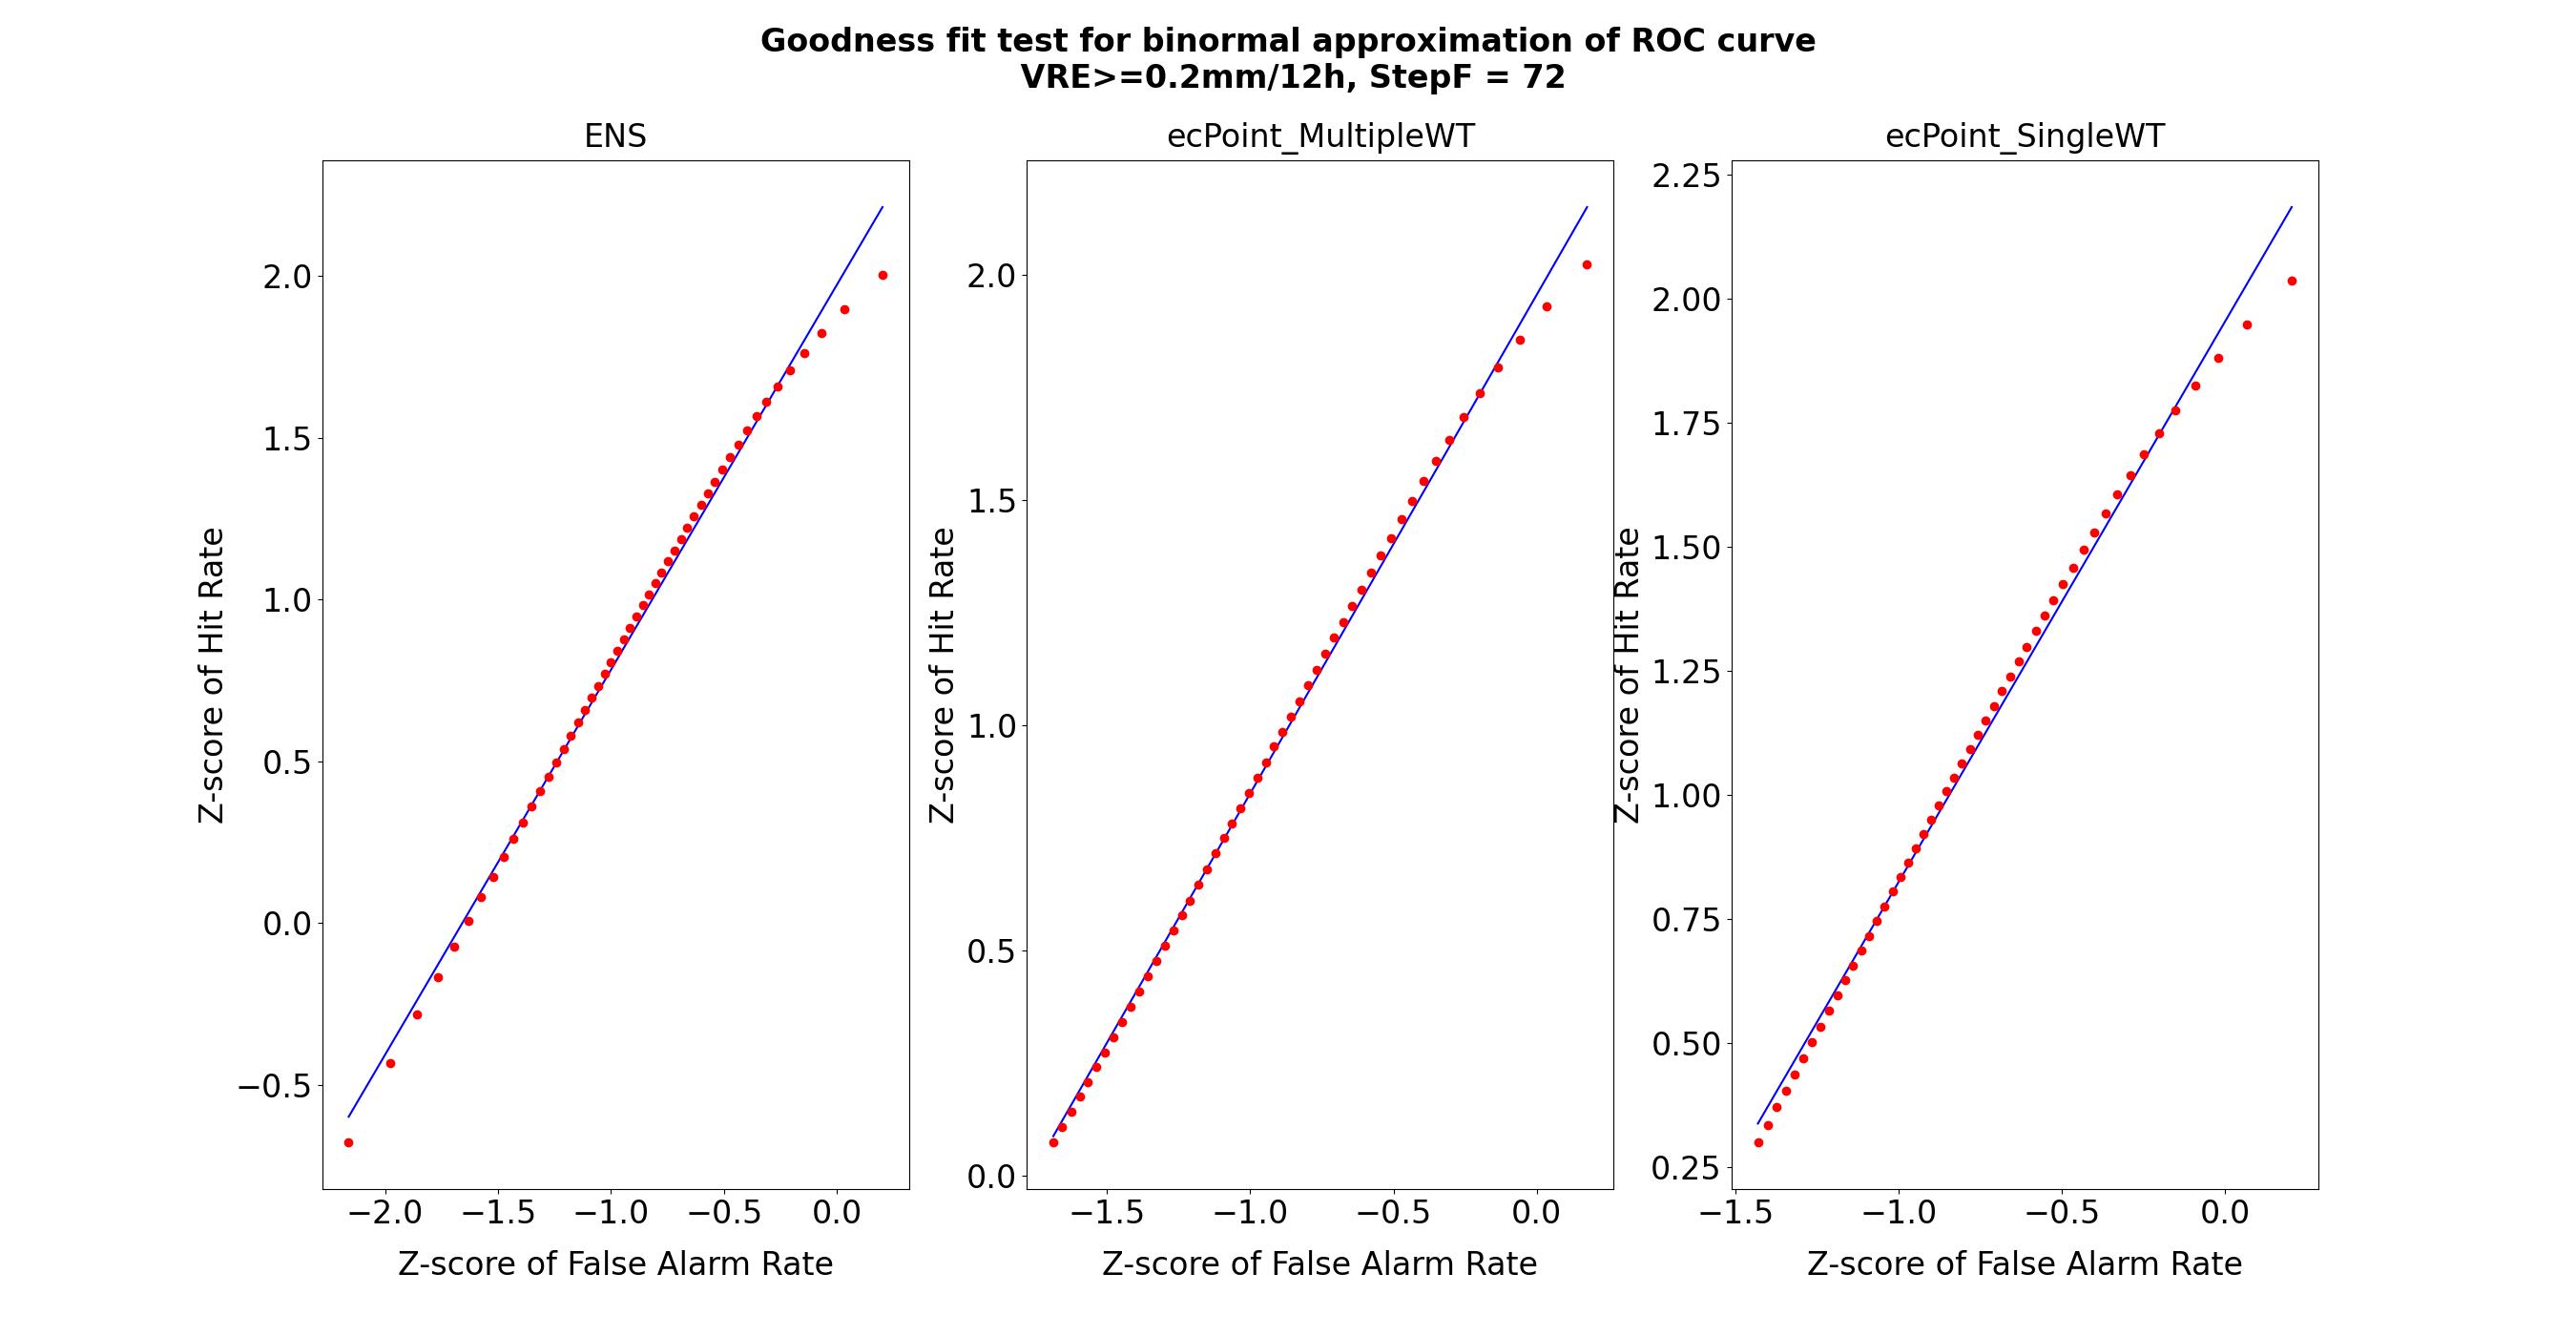 Goodness fit test for binormal approximation of ROC curve
VRE>=0.2mm/12h, StepF = 72
ENS
2.0
1.5
1.0
0.5
0.0
−0.5
Z-score of Hit Rate
−2.0 −1.5 −1.0 −0.5 0.0
Z-score of False Alarm Rate
ecPoint_MultipleWT
2.0
1.5
1.0
0.5
0.0
Z-score of Hit Rate
−1.5 −1.0 −0.5 0.0
Z-score of False Alarm Rate
ecPoint_SingleWT
2.25
2.00
1.75
1.50
1.25
1.00
0.75
0.50
0.25
Z-score of Hit Rate
−1.5 −1.0 −0.5 0.0
Z-score of False Alarm Rate